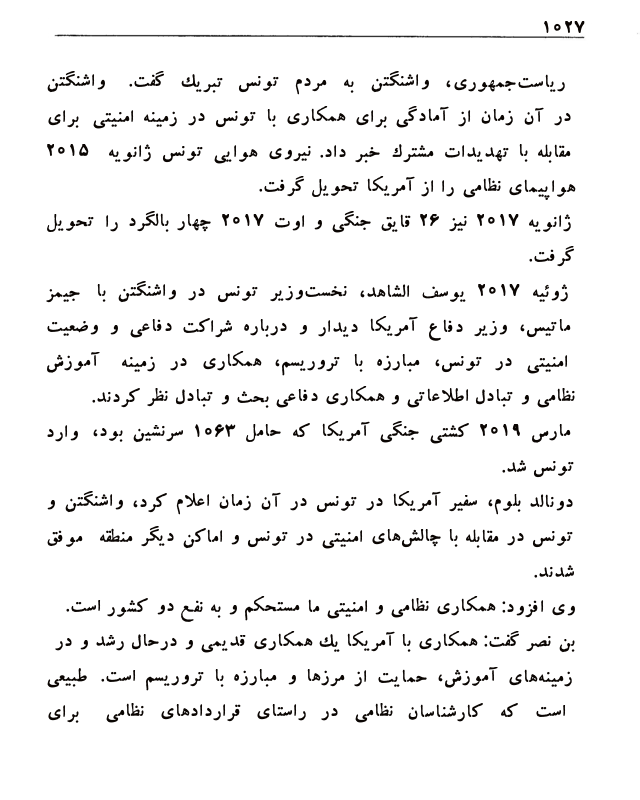 ۱۰۲۷
ریاست‌جمهوری، واشنگتن به مردم تونس تبریك گفت. واشنگتن
در آن زمان از آمادگی برای همکاری با تونس در زمینه امنیتی برای
مقابله با تهدیدات مشترك خبر داد. نیروی هوایی تونس ژانویه ۲۰۱۵
هواپیمای نظامی را از آمریکا تحویل گرفت.
ژانویه ۲۰۱۷ نیز ۲۶ قایق جنگی و اوت ۲۰۱۷ چهار بالگرد را تحویل
گرفت.
ژوئیه ۲۰۱۷ یوسف الشاهد، نخست‌وزیر تونس در واشنگتن با جیمز
ماتیس، وزیر دفاع آمریکا دیدار و درباره شراکت دفاعی و وضعیت
امنیتی در تونس، مبارزه با تروریسم، همکاری در زمینه آموزش
نظامی و تبادل اطلاعاتی و همکاری دفاعی بحث و تبادل نظر کردند.
مارس ۲۰۱۹ کشتی جنگی آمریکا که حامل ۱۰۶۳ سرنشین بود، وارد
تونس شد.
دونالد بلوم، سفیر آمریکا در تونس در آن زمان اعلام کرد، واشنگتن و
تونس در مقابله با چالش‌های امنیتی در تونس و اماکن دیگر منطقه موفق
شدند.
وی افزود: همکاری نظامی و امنیتی ما مستحکم و به نفع دو کشور است.
بن نصر گفت: همکاری با آمریکا یك همکاری قدیمی و درحال رشد و در
زمینه‌های آموزش، حمایت از مرزها و مبارزه با تروریسم است. طبیعی
است که کارشناسان نظامی در راستای قراردادهای نظامی برای